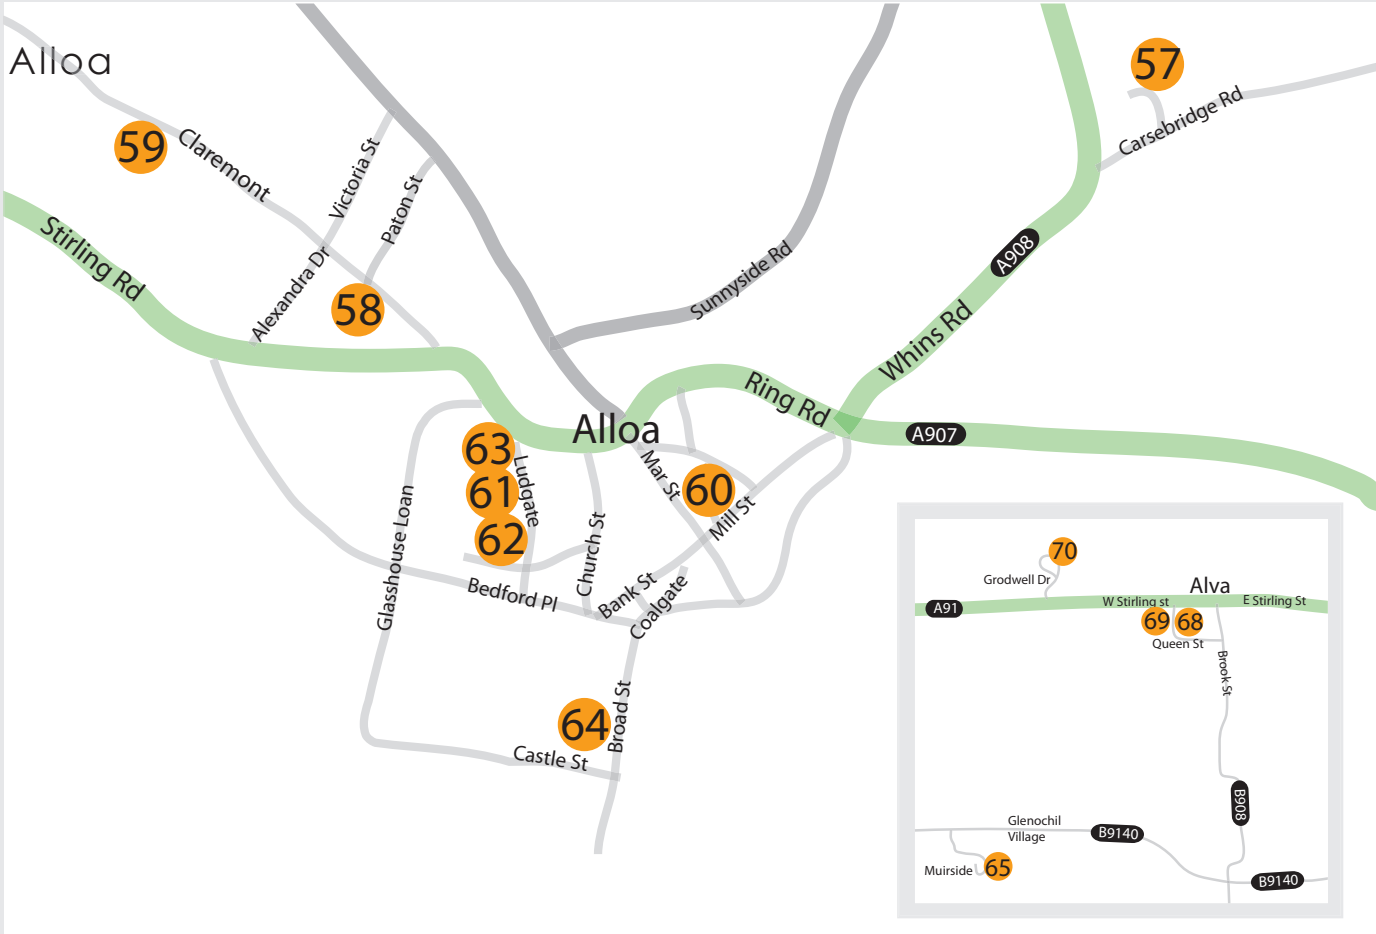 Alloa
57
Carsebridge Rd
59
Claremont
Victoria St
Paton St
Stirling Rd
Alexandra Dr
58
Sunnyside Rd
A908
Whins Rd
Ring Rd
Alloa
A907
63
61
62
Ludgate
Mar St
60
Mill St
Glasshouse Loan
Church St
Bedford Pl
Bank St
Coalgate
64
Broad St
Castle St
70
Grodwell Dr
Alva
A91
W Stirling st
E Stirling St
69
68
Queen St
Brook St
B908
Glenochil
Village
B9140
Muirside
65
B9140